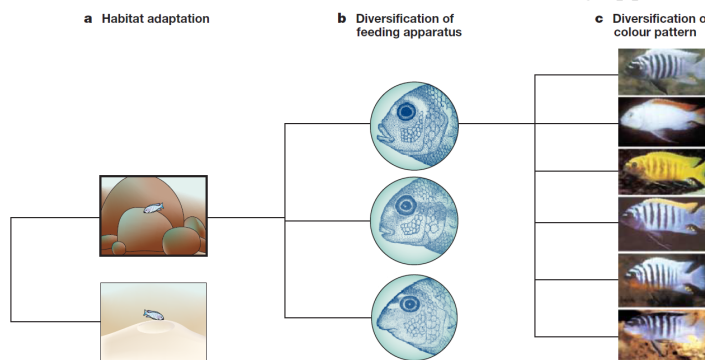 a Habitat adaptation
b Diversification of
feeding apparatus
c Diversification o
colour pattern